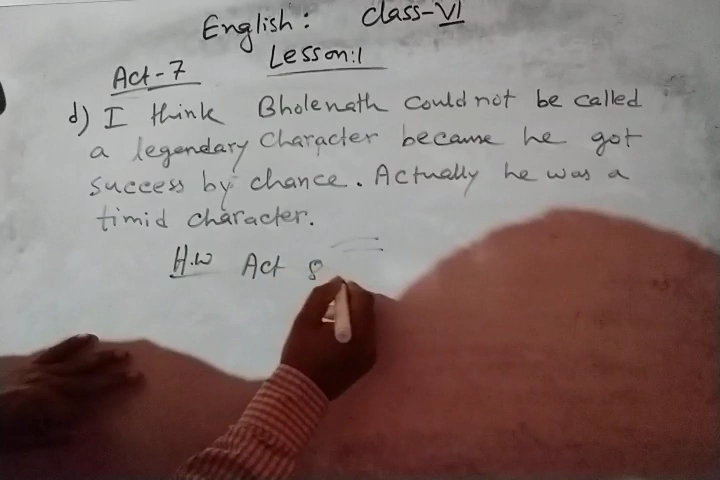 English: Class-VI
Lesson:1
Act-7
d) I think Bholenath could not be called
a legendary character because he got
success by chance. Actually he was a
timid character.
H.W Act 8